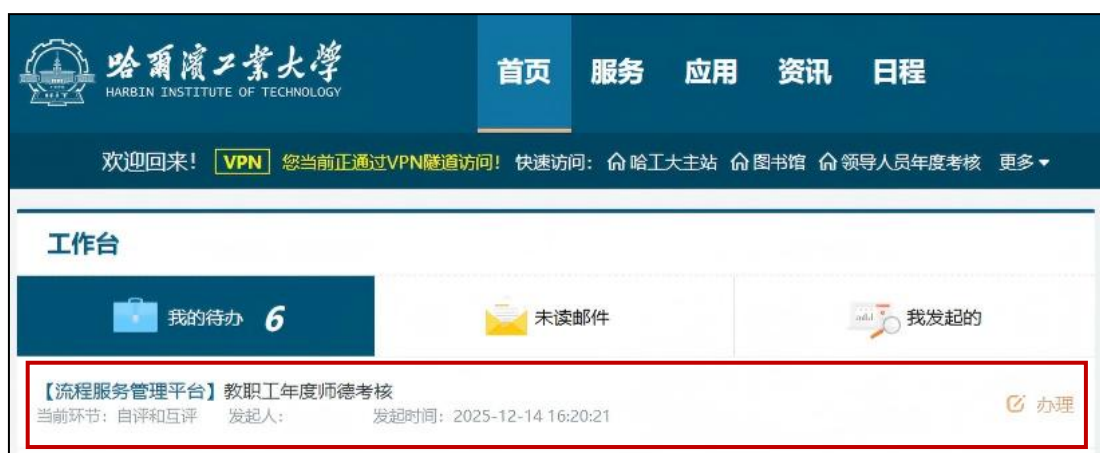 哈爾濱工業大學
HARBIN INSTITUTE OF TECHNOLOGY
首页 服务 应用 资讯 日程
欢迎回来! VPN 您当前正通过VPN隧道访问! 快速访问: 哈工大主站 图书馆 领导人员年度考核 更多
工作台
我的待办 6 未读邮件 我发起的
【流程服务管理平台】教职工年度师德考核
当前环节: 自评和互评 发起人: 发起时间: 2025-12-14 16:20:21
办理